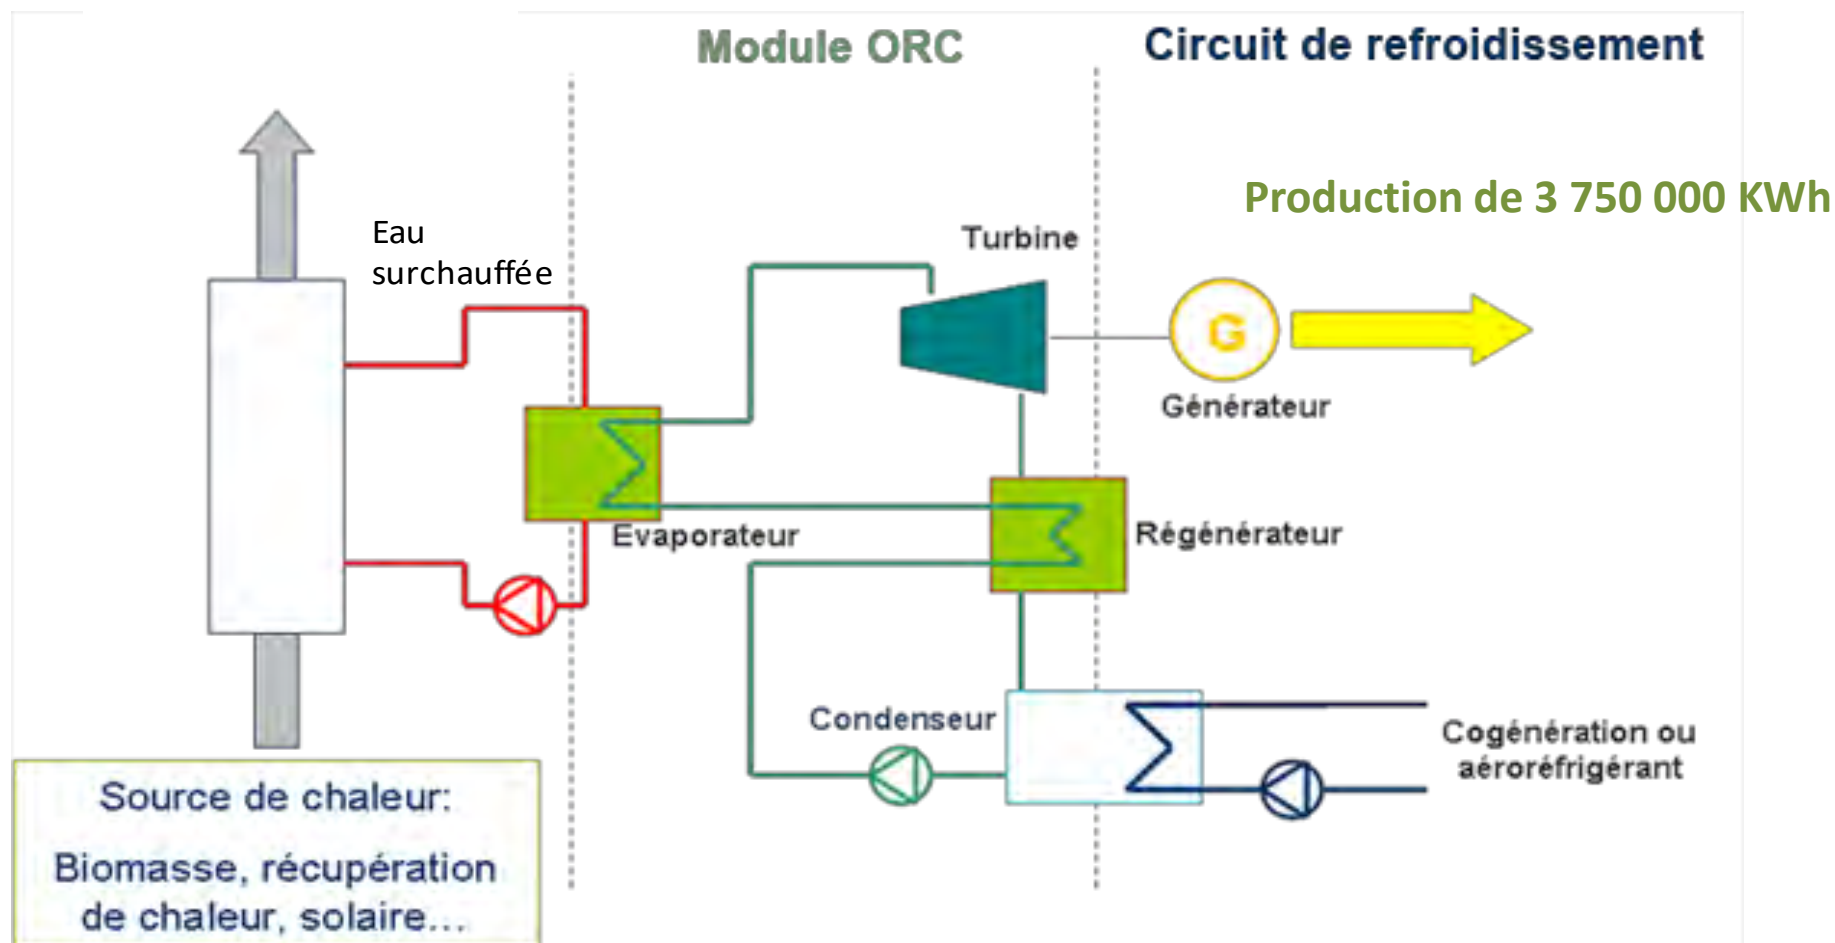 Module ORC
Circuit de refroidissement
Production de 3 750 000 KWh
Eau
surchauffée
Turbine
G
Générateur
Evaporateur
Régénérateur
Condenseur
Cogénération ou
aéroréfrigérant
Source de chaleur:
Biomasse, récupération
de chaleur, solaire...